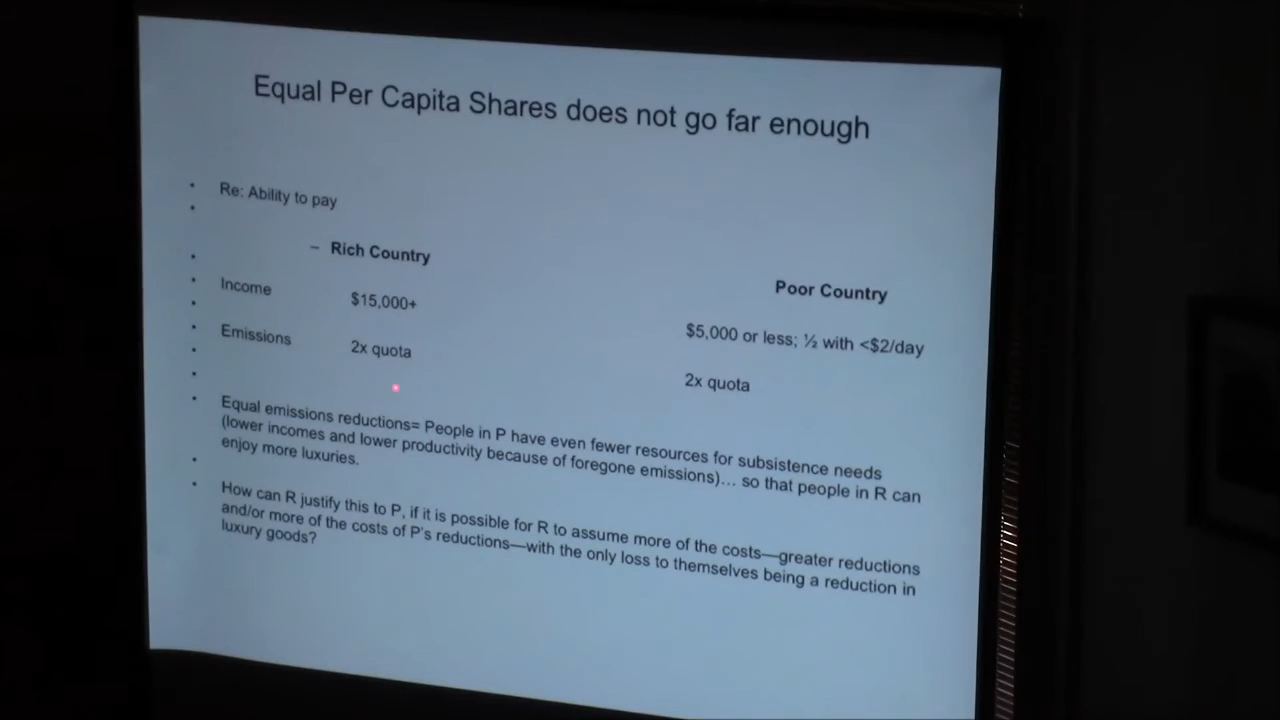 Equal Per Capita Shares does not go far enough
• Re: Ability to pay
•
• – Rich Country Poor Country
• Income $15,000+ $5,000 or less; ½ with <$2/day
•
• Emissions 2x quota 2x quota
•
•
• Equal emissions reductions= People in P have even fewer resources for subsistence needs
(lower incomes and lower productivity because of foregone emissions)… so that people in R can
enjoy more luxuries.
•
• How can R justify this to P, if it is possible for R to assume more of the costs—greater reductions
and/or more of the costs of P's reductions—with the only loss to themselves being a reduction in
luxury goods?